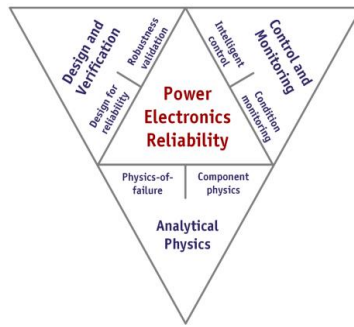 Design and
Verification
Robustness
validation
Design for
reliability
Intelligent
control
Control and
Monitoring
Condition
monitoring
Power
Electronics
Reliability
Physics-of-
failure
Component
physics
Analytical
Physics